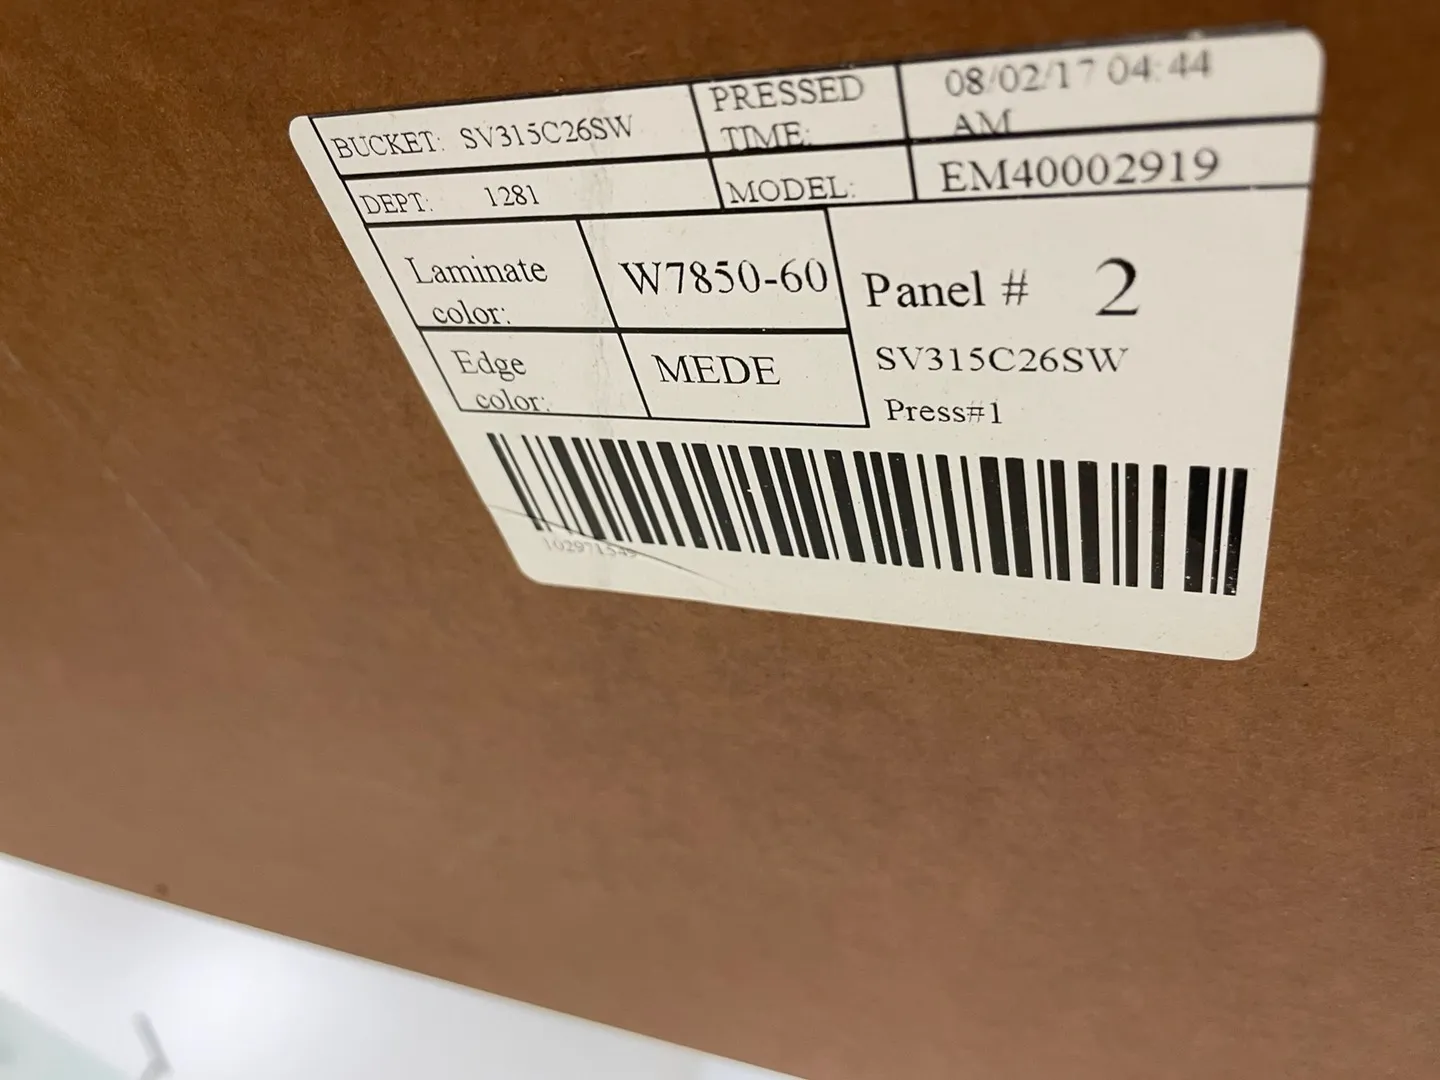 BUCKET: SV315C26SW
PRESSED
TIME:
08/02/17 04:44
AM
DEPT: 1281
MODEL:
EM40002919
Laminate
color:
W7850-60
Edge
color:
MEDE
Panel # 2
SV315C26SW
Press#1